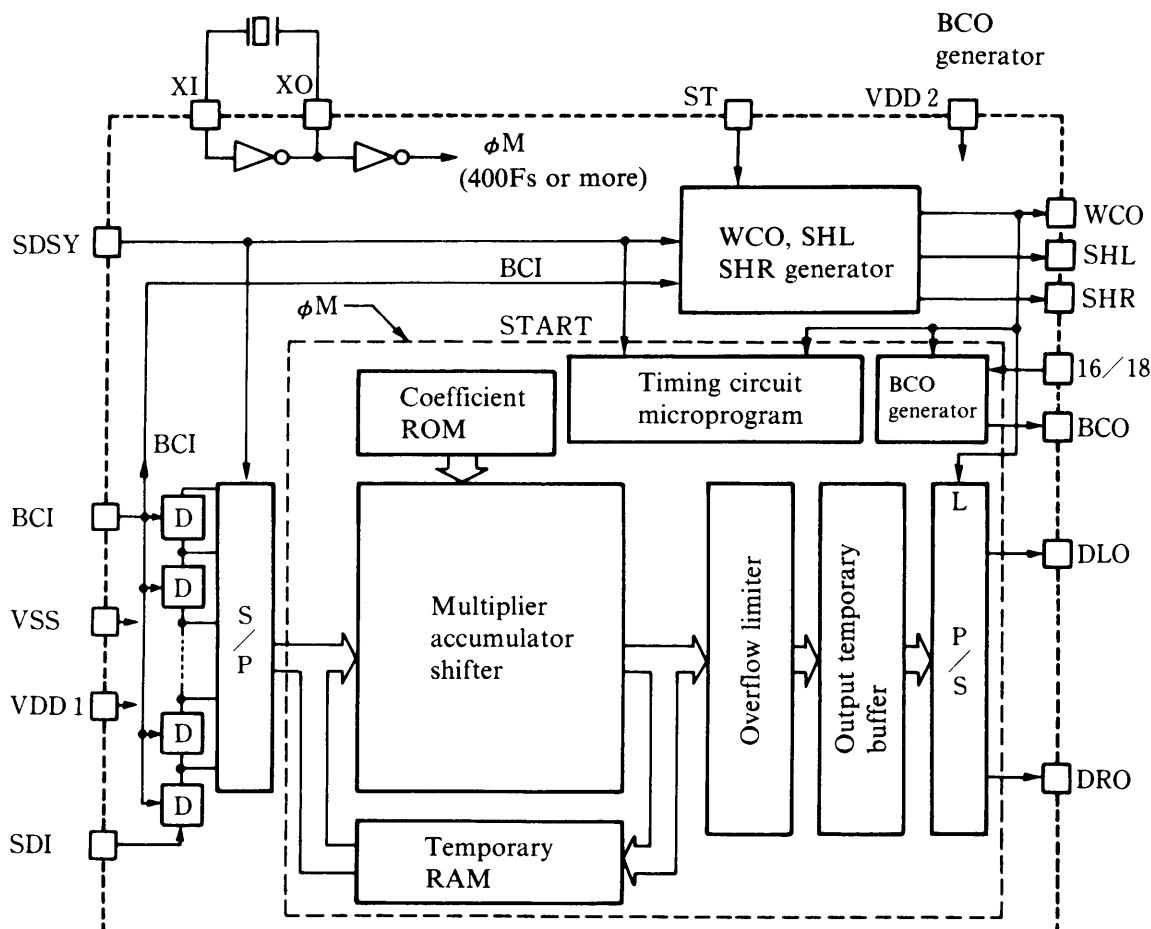 BCO
generator
XI
XO
ST
VDD 2
φM
(400Fs or more)
WCO
SDSY
WCO, SHL
SHR generator
SHL
BCI
SHR
φM
START
16/18
Coefficient
ROM
Timing circuit
microprogram
BCO
generator
BCO
BCI
BCI
D
L
DLO
D
VSS
S/P
Multiplier
accumulator
shifter
Overflow limiter
Output temporary
buffer
P/S
VDD 1
D
DRO
D
SDI
Temporary
RAM